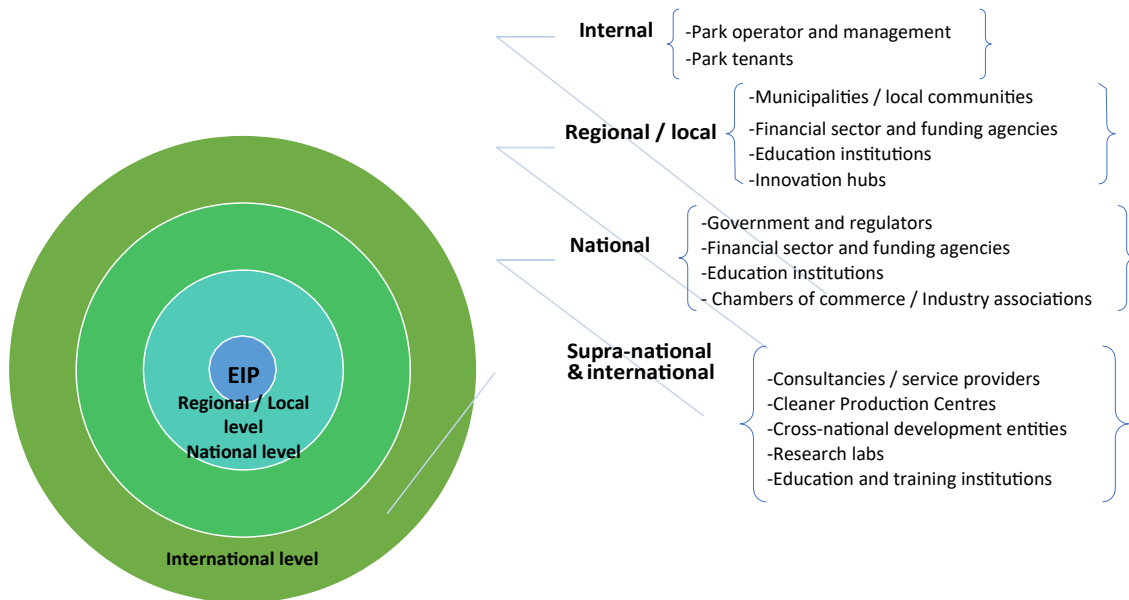 Internal
-Park operator and management
-Park tenants
Regional / local
-Municipalities / local communities
-Financial sector and funding agencies
-Education institutions
-Innovation hubs
National
-Government and regulators
-Financial sector and funding agencies
-Education institutions
- Chambers of commerce / Industry associations
Supra-national
& international
-Consultancies / service providers
-Cleaner Production Centres
-Cross-national development entities
-Research labs
-Education and training institutions
EIP
Regional / Local
level
National level
International level